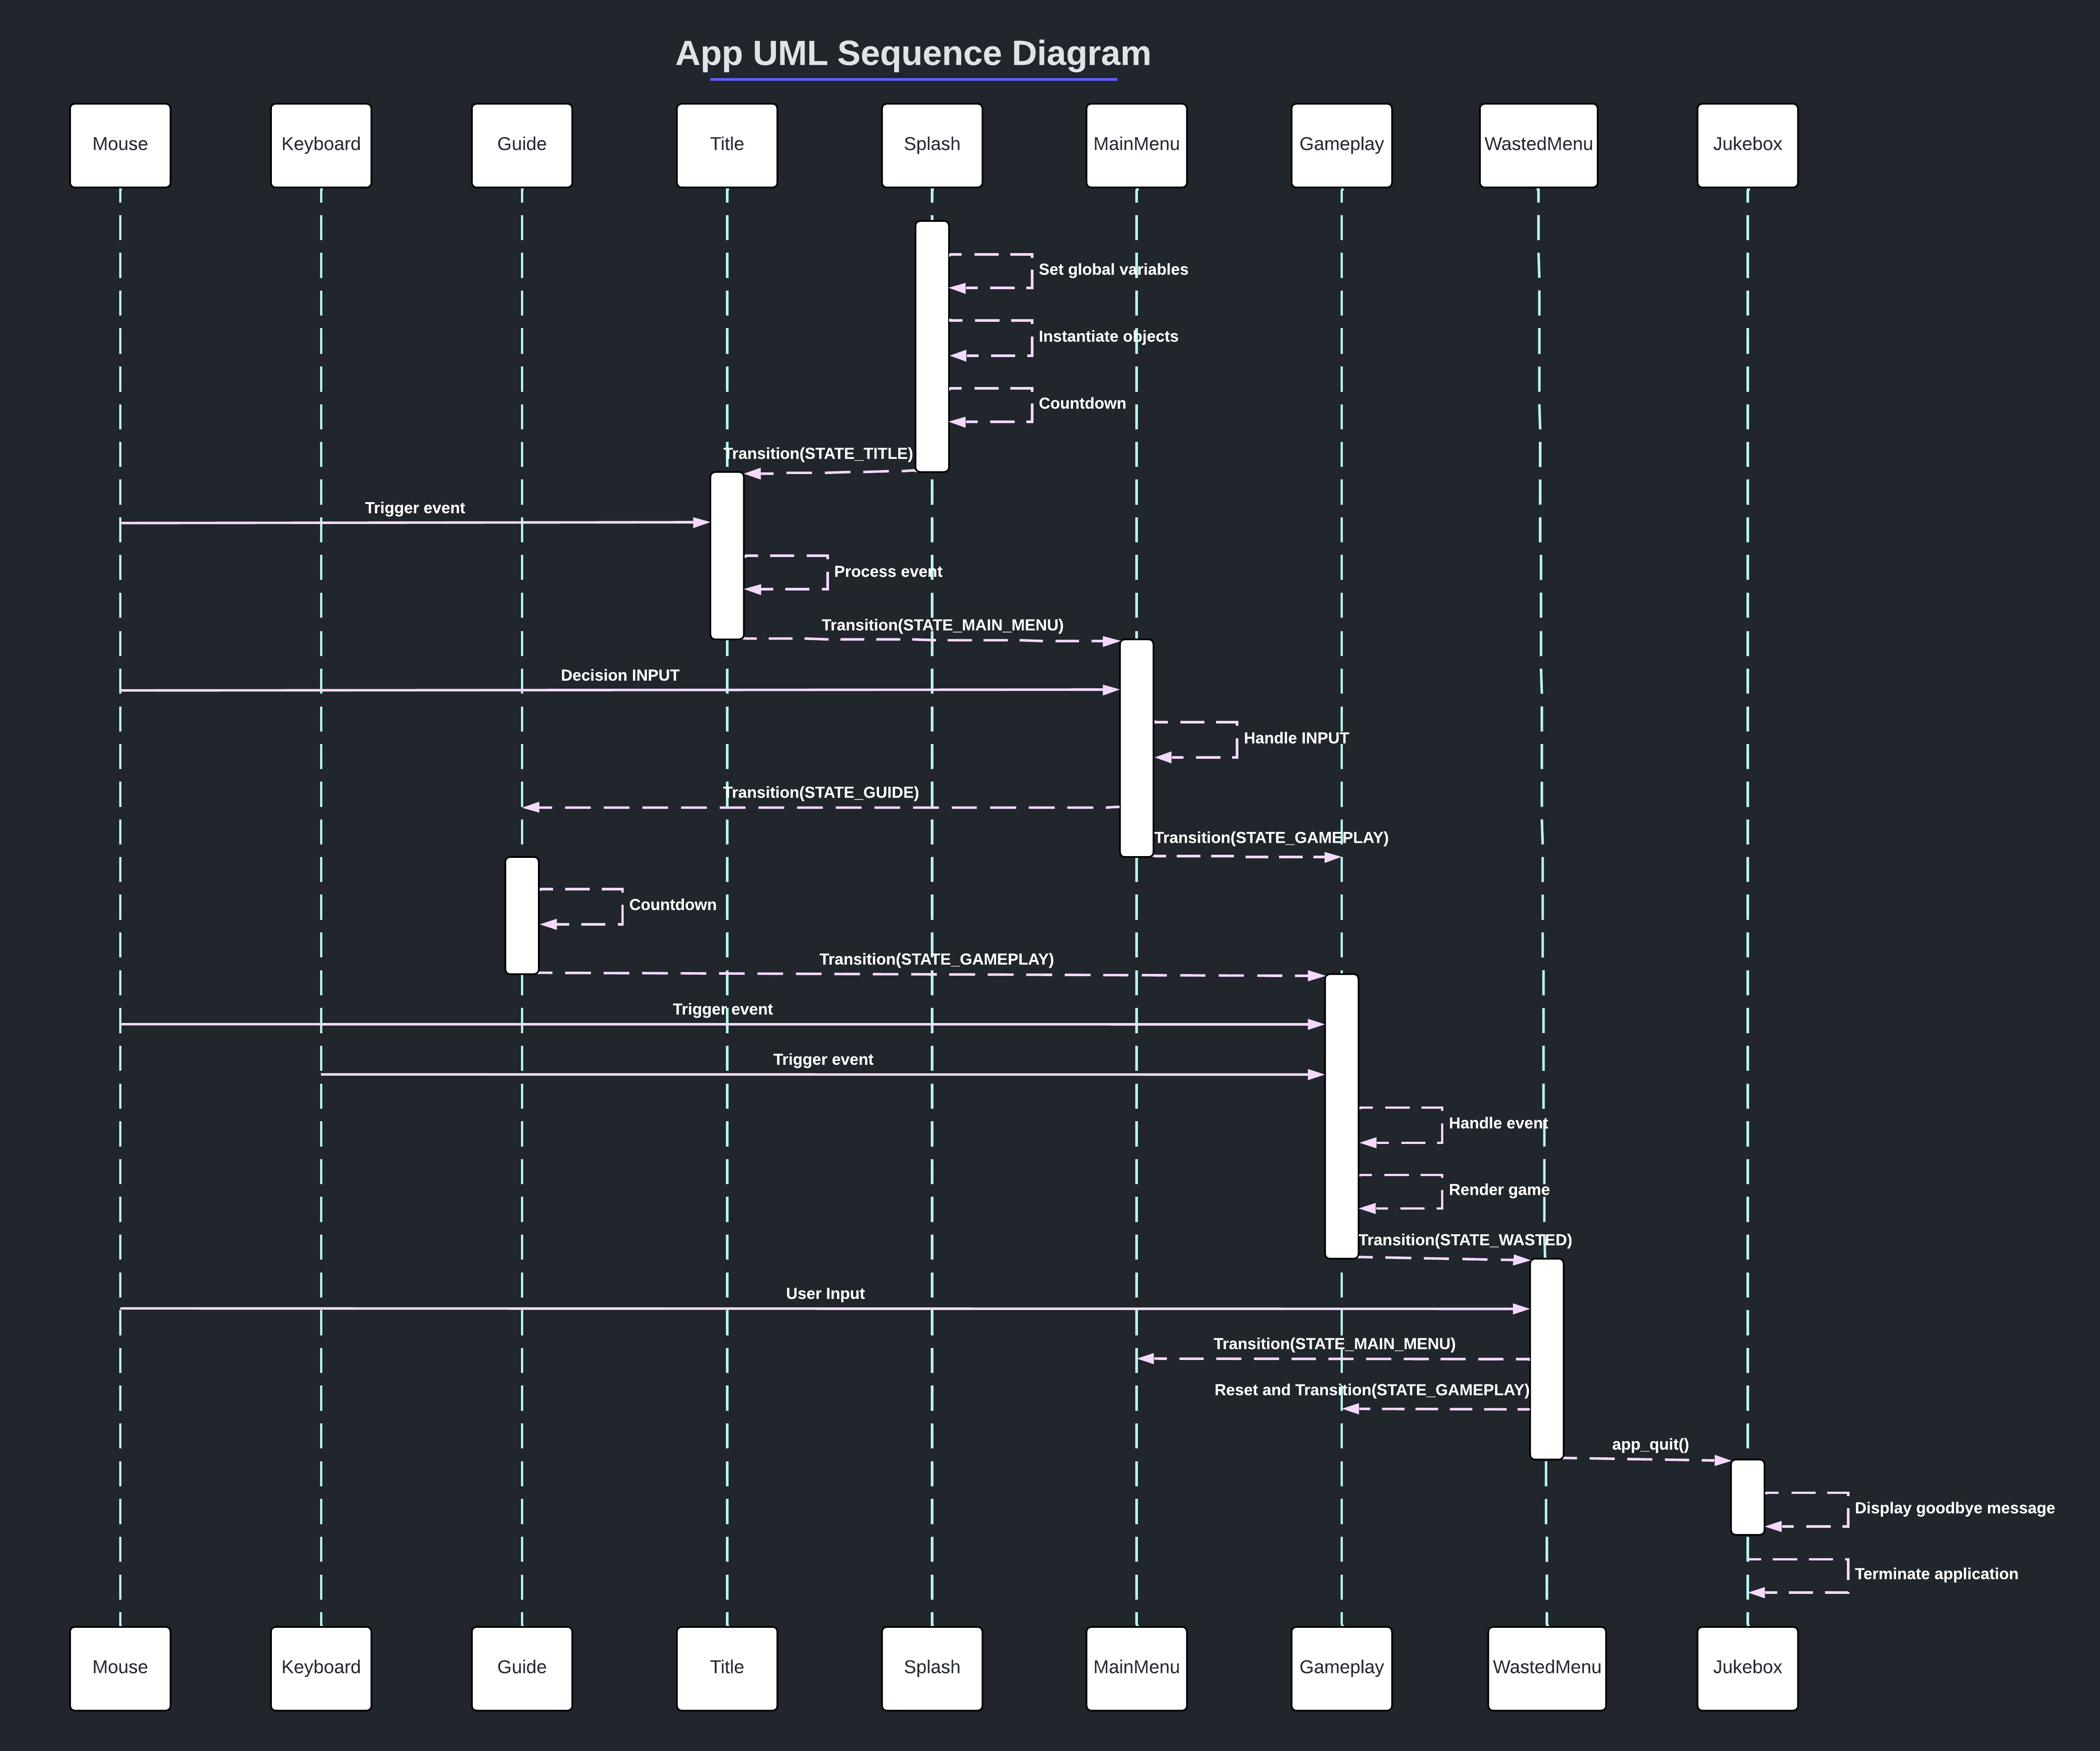 App UML Sequence Diagram
Mouse
Keyboard
Guide
Title
Splash
MainMenu
Gameplay
WastedMenu
Jukebox
Set global variables
Instantiate objects
Countdown
Transition(STATE_TITLE)
Trigger event
Process event
Transition(STATE_MAIN_MENU)
Decision INPUT
Handle INPUT
Transition(STATE_GUIDE)
Transition(STATE_GAMEPLAY)
Countdown
Transition(STATE_GAMEPLAY)
Trigger event
Trigger event
Handle event
Render game
Transition(STATE_WASTED)
User Input
Transition(STATE_MAIN_MENU)
Reset and Transition(STATE_GAMEPLAY)
app_quit()
Display goodbye message
Terminate application
Mouse
Keyboard
Guide
Title
Splash
MainMenu
Gameplay
WastedMenu
Jukebox